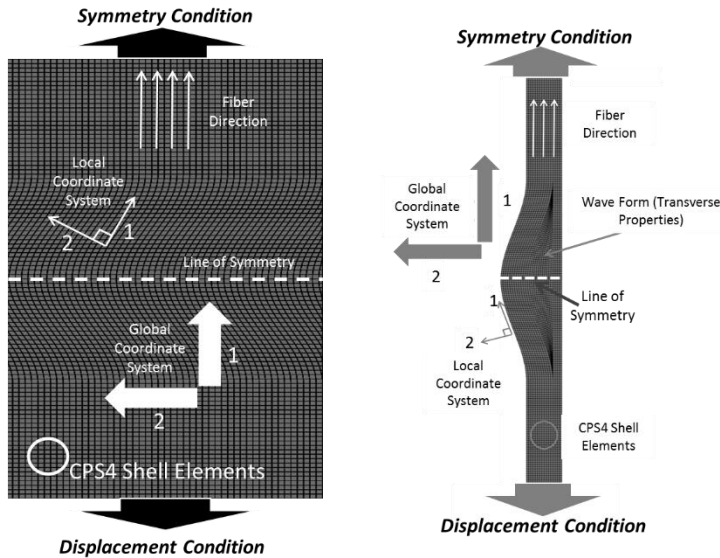 Symmetry Condition
Fiber
Direction
Local
Coordinate
System
2
1
Line of Symmetry
Global
Coordinate
System
1
2
CPS4 Shell Elements
Displacement Condition
Symmetry Condition
Fiber
Direction
Global
Coordinate
System
1
2
Wave Form (Transverse
Properties)
1
Line of
Symmetry
2
Local
Coordinate
System
CPS4 Shell
Elements
Displacement Condition